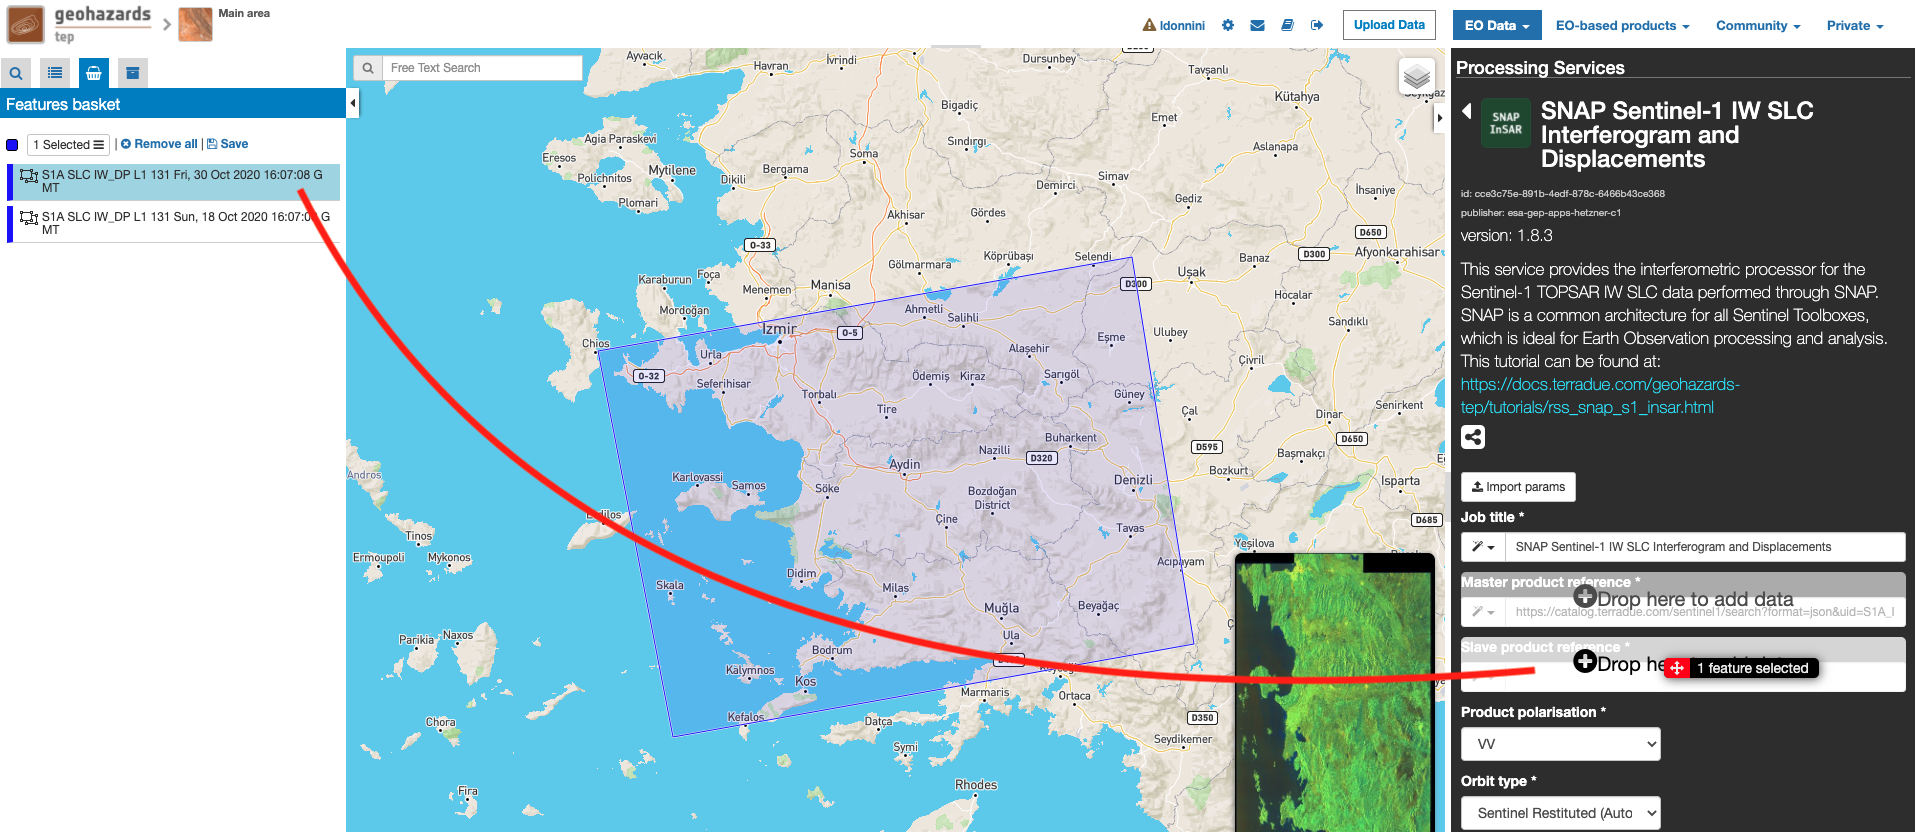 geohazards
tep
Main area
Idonnini
Upload Data
EO Data
EO-based products
Community
Private
Features basket
1 Selected
| Remove all | Save
S1A SLC IW_DP L1 131 Fri, 30 Oct 2020 16:07:08 G
MT
S1A SLC IW_DP L1 131 Sun, 18 Oct 2020 16:07:0 G
MT
Free Text Search
Ayvacık
Havran
İvrindi
Dursunbey
Tavşanlı
Kütahya
Bigadiç
Emet
Agia Paraskevi
Eresos
Mytilene
Polichnitos
Plomari
Bergama
Dikili
Soma
Sındırgı
Aslanapa
Demirci
Simav
İhsaniye
Gediz
Akhisar
Gördes
O-33
D650
Afyonkarahisar
D300
Köprübaşı
Selendi
Banaz
Gölmarmara
Uşak
Karaburun
Foça
Menemen
Manisa
D300
Hocalar
Mordoğan
Ahmetli
Salihli
Sandıklı
Izmir
O-5
Ulubey
Chios
Urla
Eşme
Alaşehir
Çivril
O-32
Seferihisar
Ödemiş
Kiraz
Sarıgöl
Torbalı
Tire
Güney
Çal
Senirkent
Dinar
Buharkent
D650
Nazilli
D320
D595
Başmakçı
Aydin
Bozkurt
Andros
Karlovassi
Samos
Söke
Bozdoğan
District
Denizli
Isparta
Çine
Tavas
D685
Tinos
Ermoupoli
Mykonos
Yeşilova
Acıpayam
Didim
Skala
Milas
Beyağaç
Muğla
Parikia
Naxos
Ula
Bodrum
Kalymnos
Kos
Marmaris
Ortaca
Kefalos
Datça
D350
Chora
Symi
Seydikemer
Fira
Rhodes
Processing Services
SNAP
InSAR
SNAP Sentinel-1 IW SLC
Interferogram and
Displacements
id: cce3c75e-891b-4edf-878c-6466b43ce368
publisher: esa-gep-apps-hetzner-c1
version: 1.8.3
This service provides the interferometric processor for the
Sentinel-1 TOPSAR IW SLC data performed through SNAP.
SNAP is a common architecture for all Sentinel Toolboxes,
which is ideal for Earth Observation processing and analysis.
This tutorial can be found at:
https://docs.terradue.com/geohazards-
tep/tutorials/rss_snap_s1_insar.html
Import params
Job title *
SNAP Sentinel-1 IW SLC Interferogram and Displacements
Master product reference *
Drop here to add data
https://catalog.terradue.com/sentinel1/search?format=json&uid=S1A_I
Slave product reference *
Drop he
1 feature selected
Product polarisation *
VV
Orbit type *
Sentinel Restituted (Auto